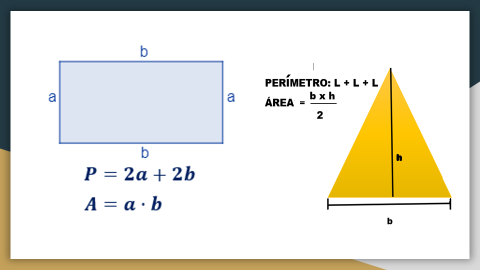 b
a
a
b
P = 2a + 2b
A = a · b
PERÍMETRO: L + L + L
ÁREA = b x h
2
h
b